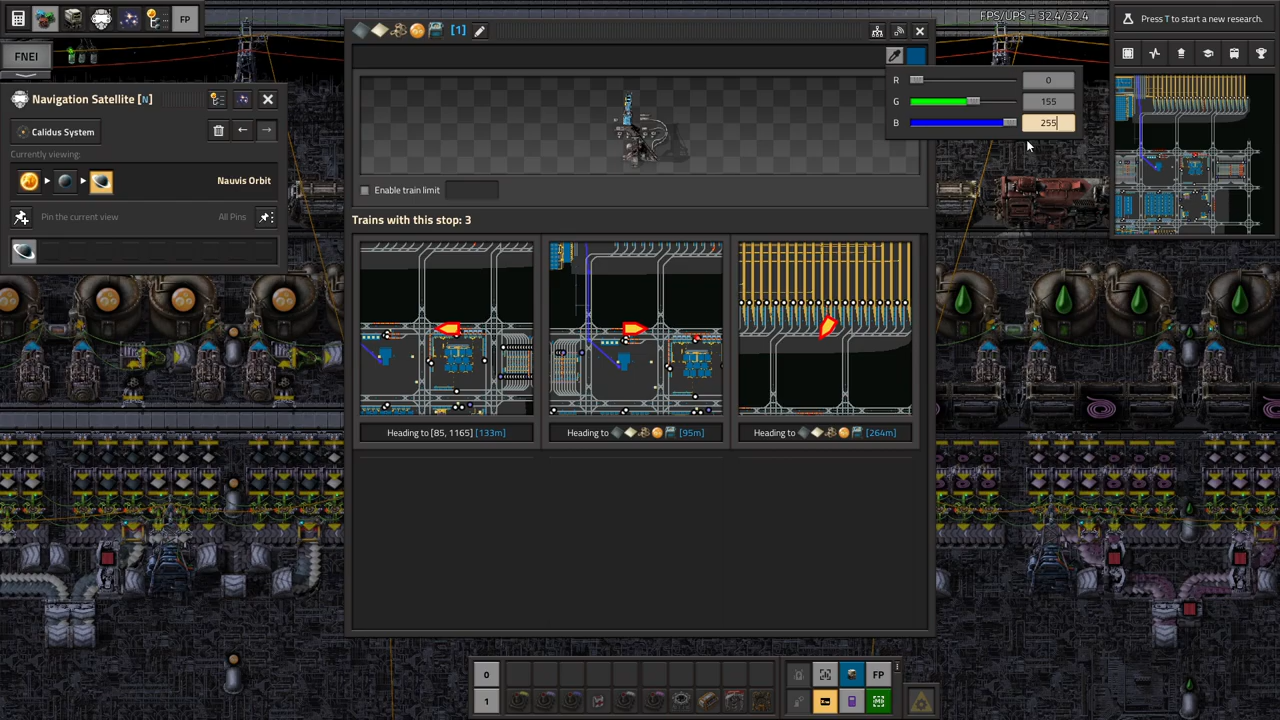 FP
FPS/UPS = 32.4/32.4
Press T to start a new research.
FNEI
[1]
R 0
G 155
B 255
Navigation Satellite [N]
Calidus System
Currently viewing:
Nauvis Orbit
Pin the current view
All Pins
Enable train limit
Trains with this stop: 3
Heading to [85, 1165] [133m]
Heading to [95m]
Heading to [264m]
0
FP
1